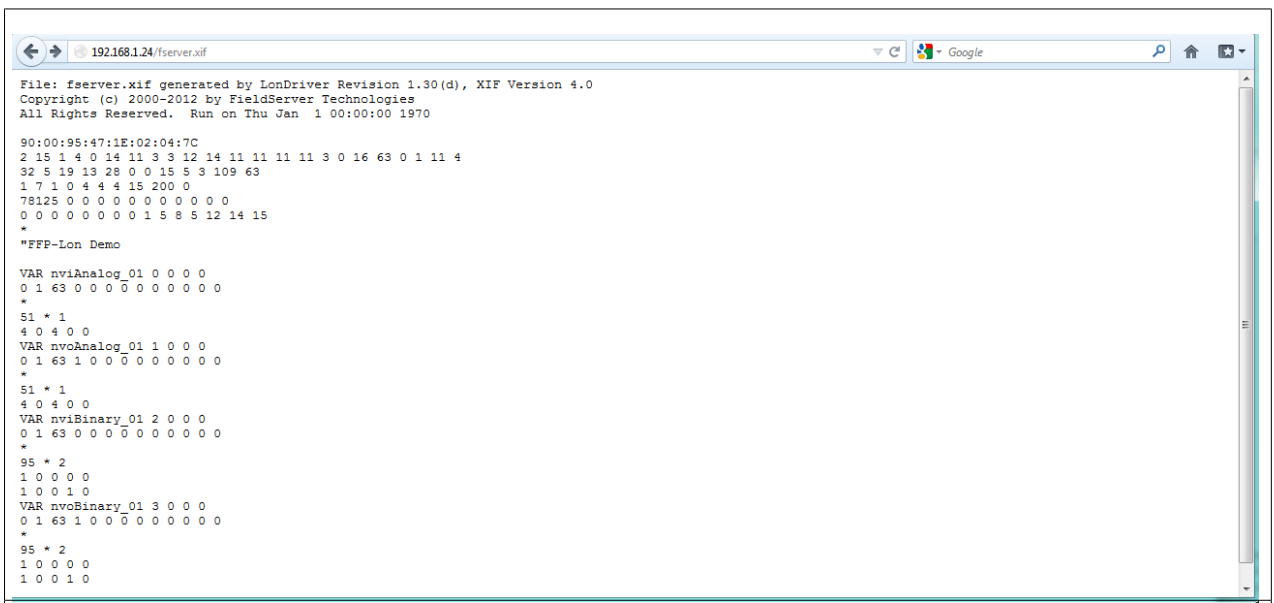 192.168.1.24/fserver.xif
Google
File: fserver.xif generated by LonDriver Revision 1.30(d), XIF Version 4.0
Copyright (c) 2000-2012 by FieldServer Technologies
All Rights Reserved.  Run on Thu Jan  1 00:00:00 1970
90:00:95:47:1E:02:04:7C
2 15 1 4 0 14 11 3 3 12 14 11 11 11 11 3 0 16 63 0 1 11 4
32 5 19 13 28 0 0 15 5 3 109 63
1 7 1 0 4 4 4 15 200 0
78125 0 0 0 0 0 0 0 0 0 0 0
0 0 0 0 0 0 0 0 1 5 8 5 12 14 15
*
"FFP-Lon Demo
VAR nviAnalog_01 0 0 0 0
0 1 63 0 0 0 0 0 0 0 0 0 0
*
51 * 1
4 0 4 0 0
VAR nvoAnalog_01 1 0 0 0
0 1 63 1 0 0 0 0 0 0 0 0 0
*
51 * 1
4 0 4 0 0
VAR nviBinary_01 2 0 0 0
0 1 63 0 0 0 0 0 0 0 0 0 0
*
95 * 2
1 0 0 0 0
1 0 0 1 0
VAR nvoBinary_01 3 0 0 0
0 1 63 1 0 0 0 0 0 0 0 0 0
*
95 * 2
1 0 0 0 0
1 0 0 1 0